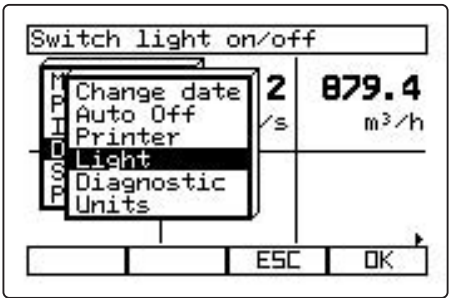 Switch light on/off
M
P
I
D
S
P
Change date
Auto Off
Printer
Light
Diagnostic
Units
2
/s
879.4
m³/h
ESC
OK